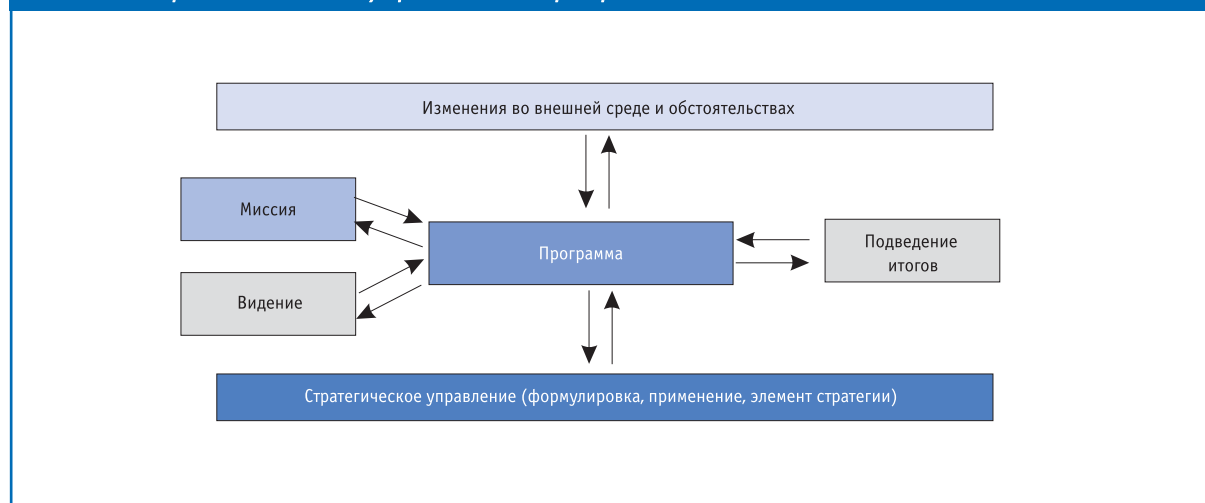 Изменения во внешней среде и обстоятельствах
Миссия
Программа
Подведение
итогов
Видение
Стратегическое управление (формулировка, применение, элемент стратегии)